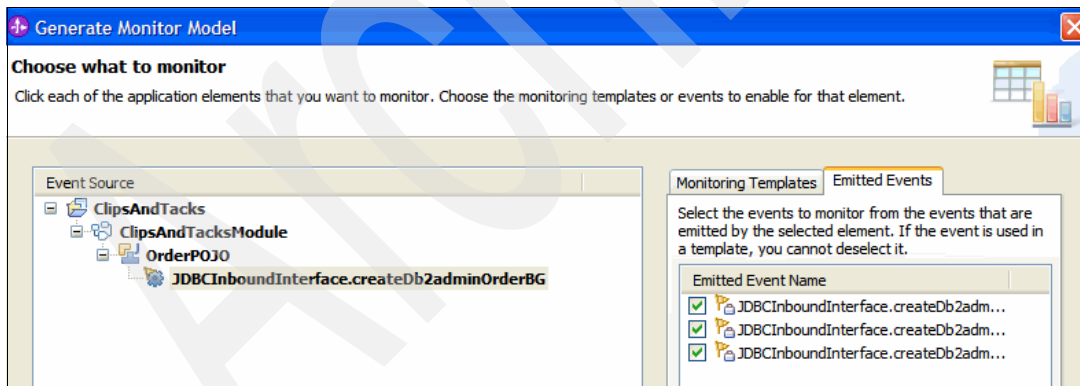 Generate Monitor Model
Choose what to monitor
Click each of the application elements that you want to monitor. Choose the monitoring templates or events to enable for that element.
Event Source
ClipsAndTacks
ClipsAndTacksModule
OrderPOJO
JDBCInboundInterface.createDb2adminOrderBG
Monitoring Templates
Emitted Events
Select the events to monitor from the events that are
emitted by the selected element. If the event is used in
a template, you cannot deselect it.
Emitted Event Name
JDBCInboundInterface.createDb2adm...
JDBCInboundInterface.createDb2adm...
JDBCInboundInterface.createDb2adm...